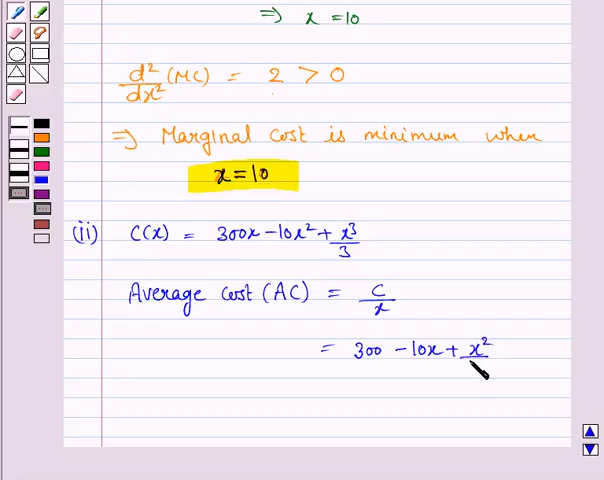 ⇒ x = 10
d²/dx² (MC) = 2 > 0
⇒ Marginal cost is minimum when
x = 10
(ii) C(x) = 300x - 10x² + x³/3
Average cost (AC) = C/x
= 300 - 10x + x²/